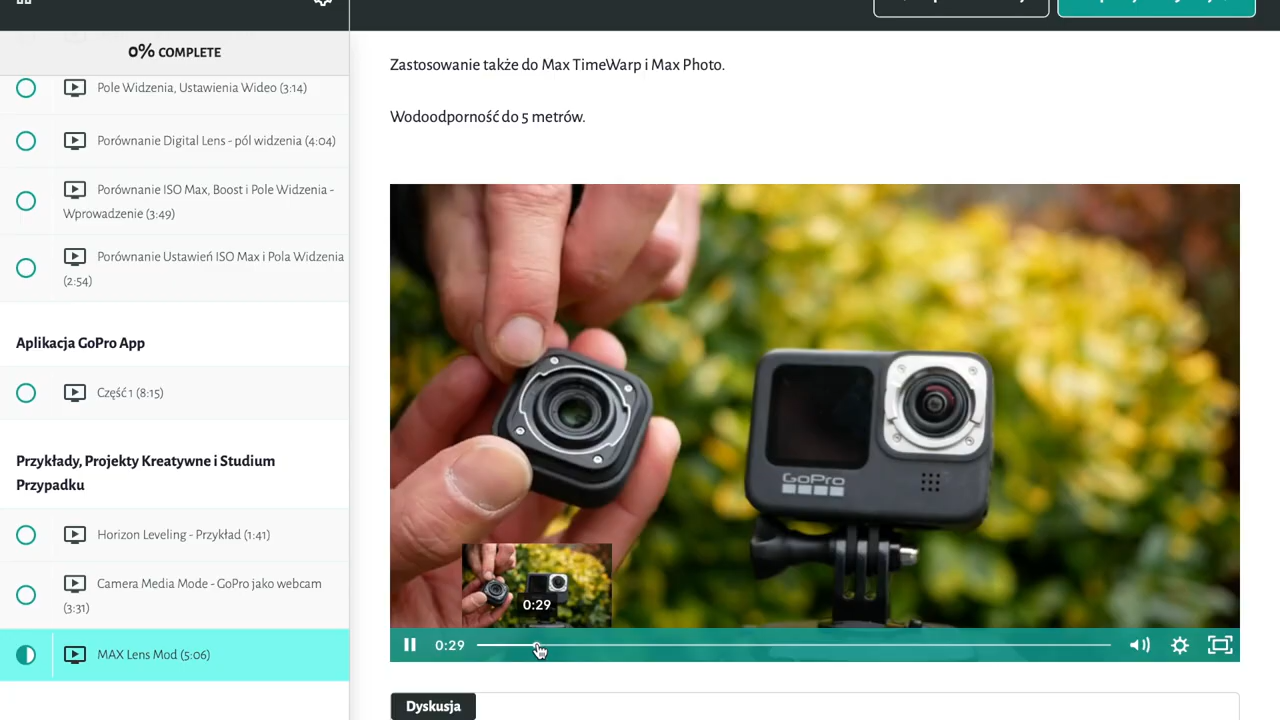 0% COMPLETE
Pole Widzenia, Ustawienia Wideo (3:14)
Porównanie Digital Lens - pól widzenia (4:04)
Porównanie ISO Max, Boost i Pole Widzenia -
Wprowadzenie (3:49)
Porównanie Ustawień ISO Max i Pola Widzenia
(2:54)
Aplikacja GoPro App
Część 1 (8:15)
Przykłady, Projekty Kreatywne i Studium
Przypadku
Horizon Leveling - Przykład (1:41)
Camera Media Mode - GoPro jako webcam
(3:31)
MAX Lens Mod (5:06)
Zastosowanie także do Max TimeWarp i Max Photo.
Wodoodporność do 5 metrów.
GoPro
0:29
0:29
Dyskusja